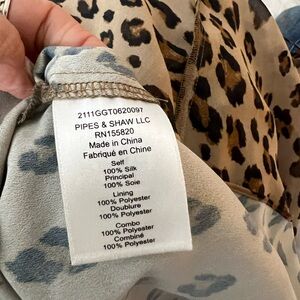 2111GGT0620097
PIPES & SHAW LLC
RN155820
Made in China
Fabriqué en Chine
Self
100% Silk
Principal
100% Soie
Lining
100% Polyester
Doublure
100% Polyester
Combo
100% Polyester
Combiné
100% Polyester